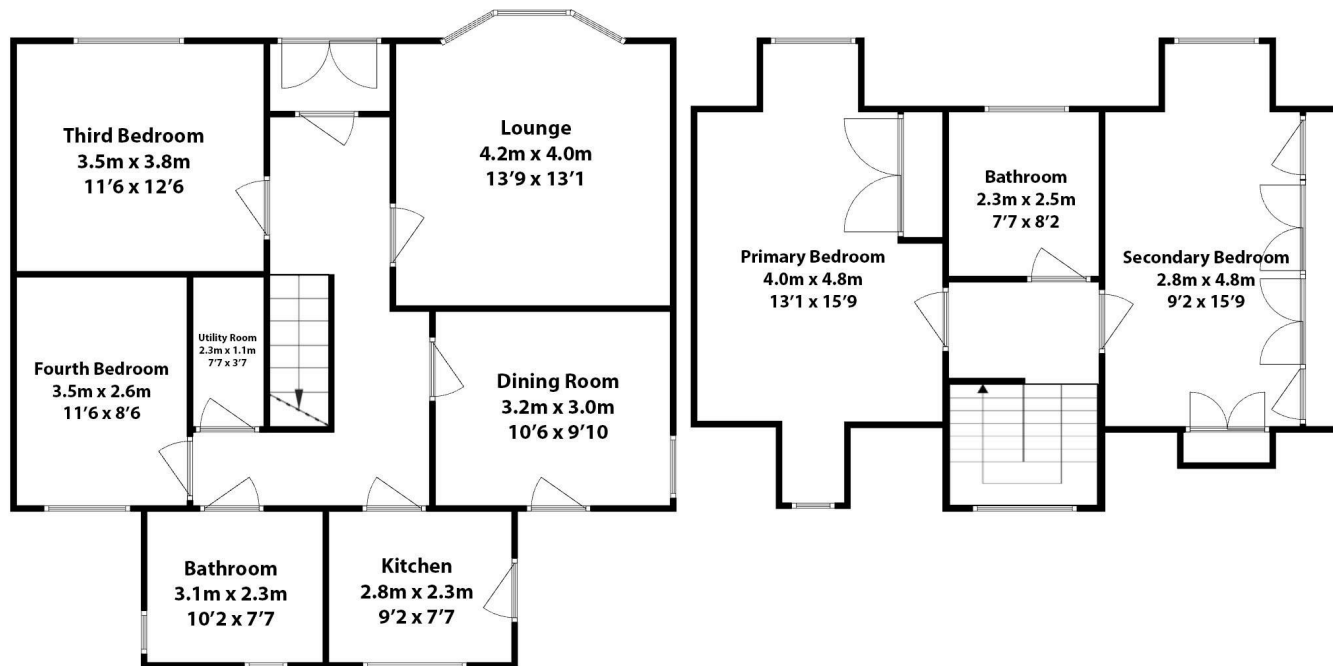 Third Bedroom
3.5m x 3.8m
11'6 x 12'6
Lounge
4.2m x 4.0m
13'9 x 13'1
Utility Room
2.3m x 1.1m
7'7 x 3'7
Fourth Bedroom
3.5m x 2.6m
11'6 x 8'6
Dining Room
3.2m x 3.0m
10'6 x 9'10
Bathroom
3.1m x 2.3m
10'2 x 7'7
Kitchen
2.8m x 2.3m
9'2 x 7'7
Primary Bedroom
4.0m x 4.8m
13'1 x 15'9
Bathroom
2.3m x 2.5m
7'7 x 8'2
Secondary Bedroom
2.8m x 4.8m
9'2 x 15'9